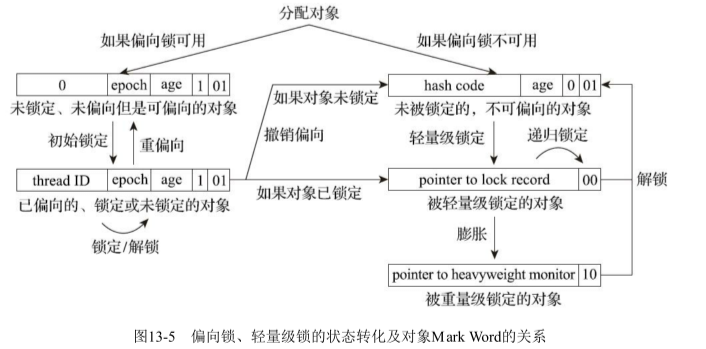 分配对象
如果偏向锁可用
如果偏向锁不可用
0 epoch age 1 01
hash code age 0 01
未锁定、未偏向但是可偏向的对象
如果对象未锁定
未被锁定的，不可偏向的对象
初始锁定
重偏向
撤销偏向
轻量级锁定
递归锁定
thread ID epoch age 1 01
如果对象已锁定
pointer to lock record 00
解锁
已偏向的、锁定或未锁定的对象
被轻量级锁定的对象
锁定/解锁
膨胀
pointer to heavyweight monitor 10
被重量级锁定的对象
图13-5 偏向锁、轻量级锁的状态转化及对象Mark Word的关系